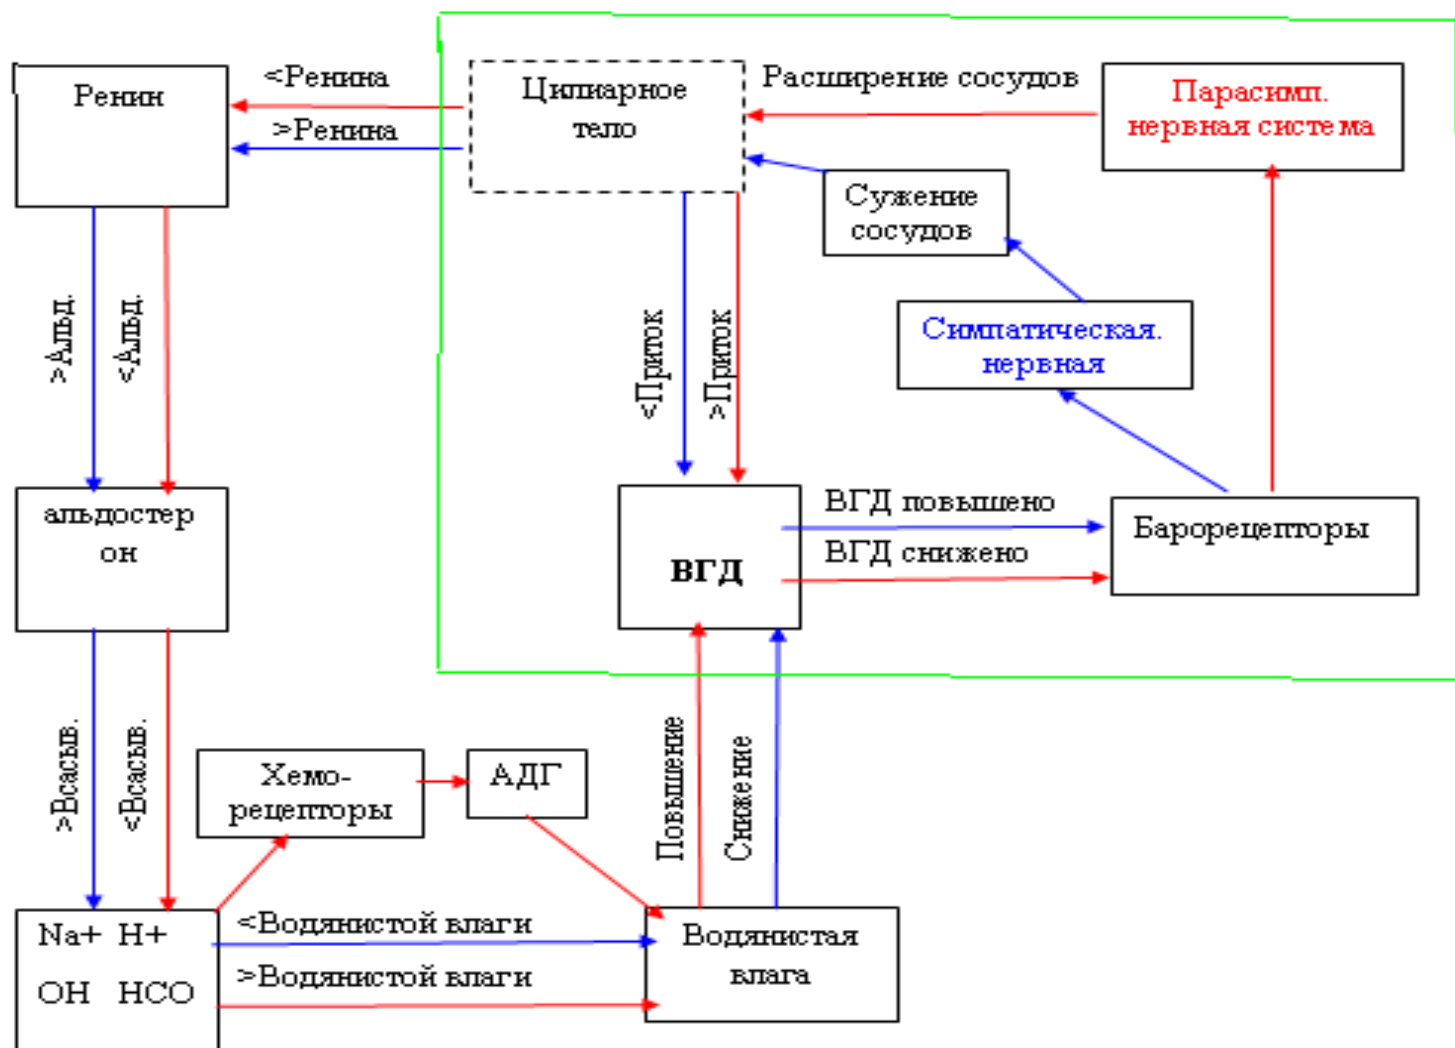 Ренин
<Ренина
>Ренина
Цилиарное
тело
Расширение сосудов
Парасимп.
нервная система
Сужение
сосудов
Симпатическая.
нервная
>Альд.
<Альд.
<Приток
>Приток
альдостер
он
ВГД
ВГД повышено
ВГД снижено
Барорецепторы
>Всасыв.
<Всасыв.
Хемо-
рецепторы
АДГ
Повышение
Снижение
Na+ H+
OH HCO
<Водянистой влаги
>Водянистой влаги
Водянистая
влага